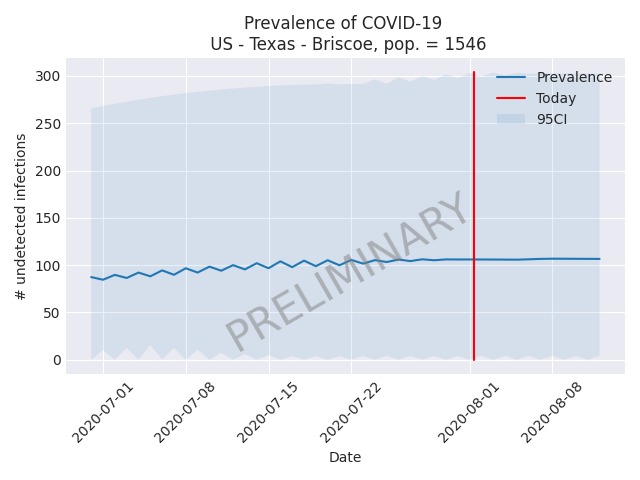 Prevalence of COVID-19
US - Texas - Briscoe, pop. = 1546
300
250
200
150
100
50
0
# undetected infections
Prevalence
Today
95CI
PRELIMINARY
2020-07-01
2020-07-08
2020-07-15
2020-07-22
2020-08-01
2020-08-08
Date